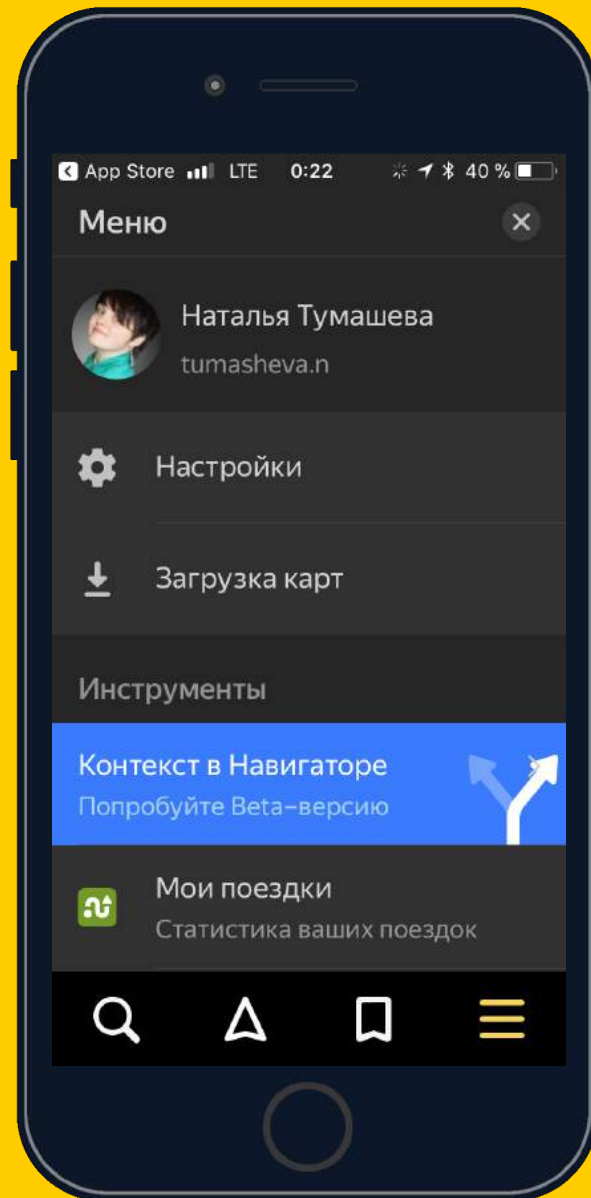 App Store LTE 0:22 40 %
Меню
Наталья Тумашева
tumasheva.n
Настройки
Загрузка карт
Инструменты
Контекст в Навигаторе
Попробуйте Beta-версию
Мои поездки
Статистика ваших поездок